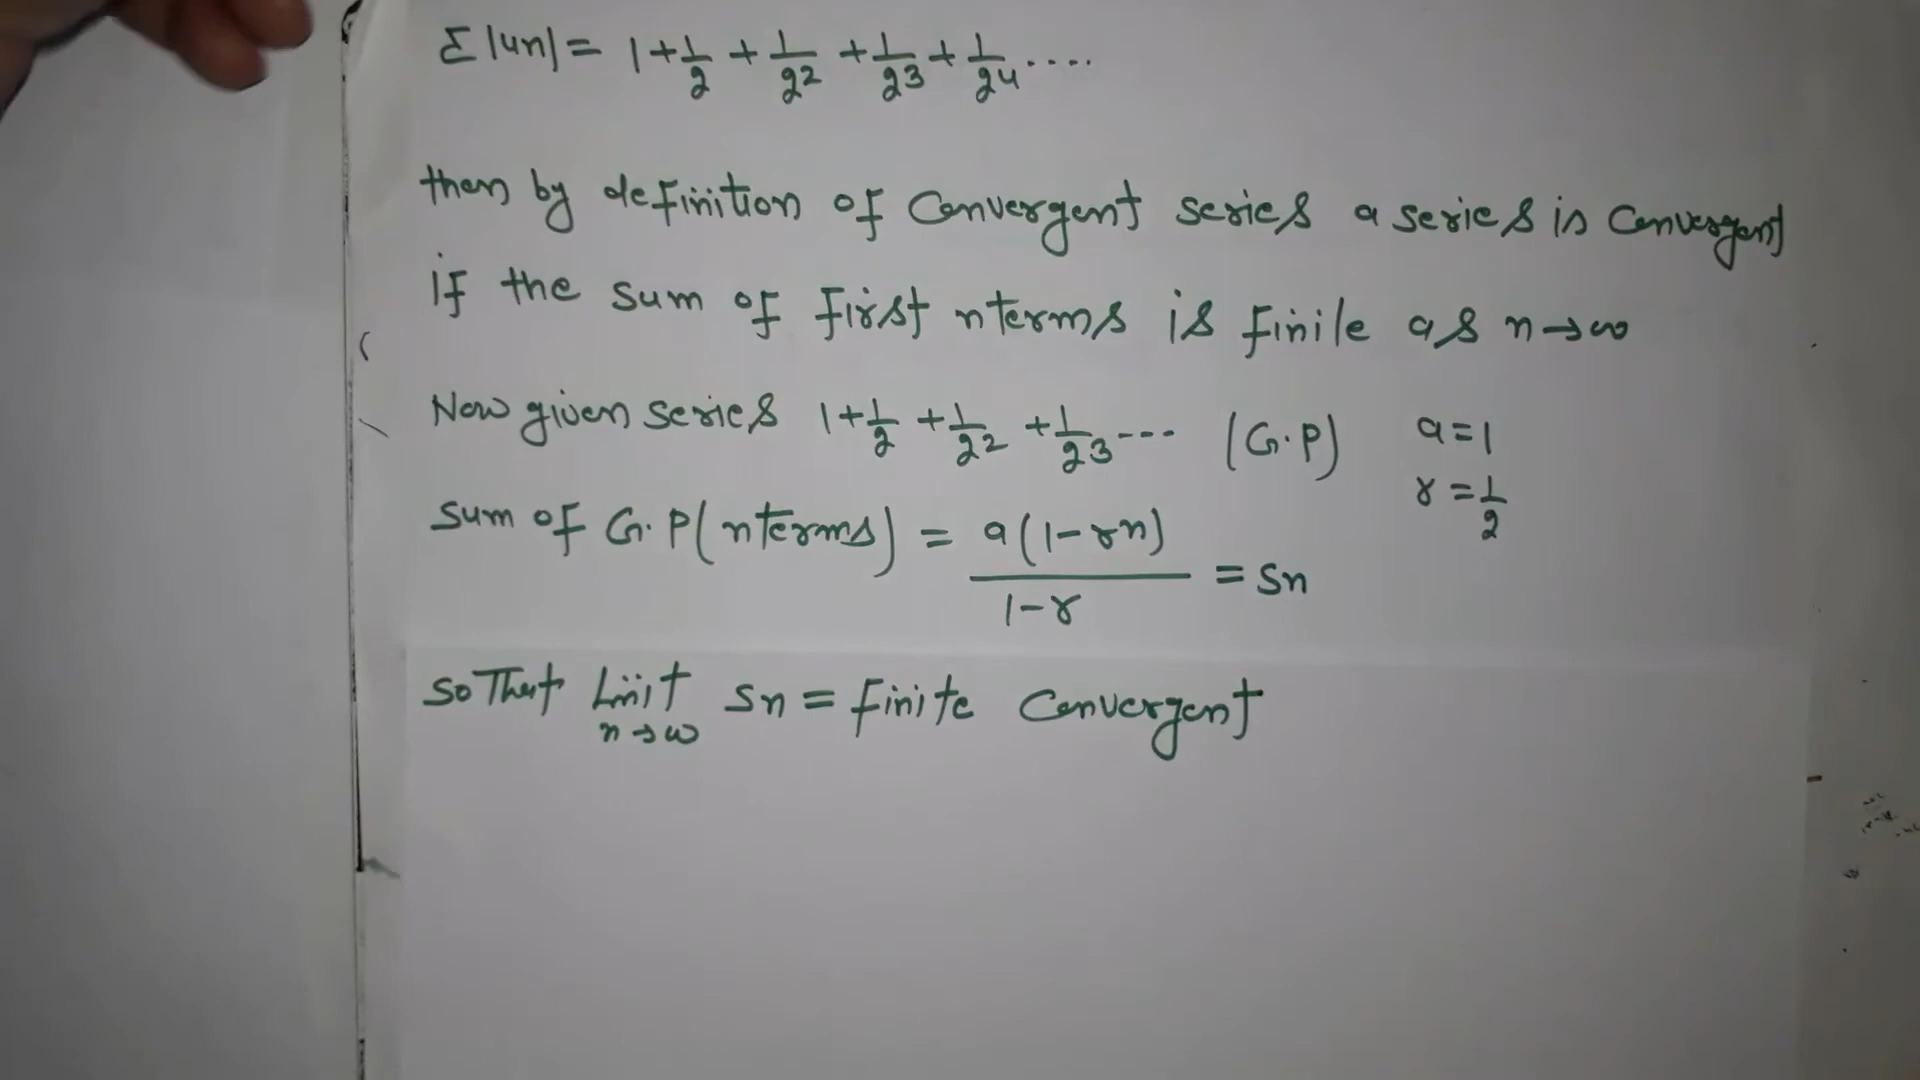 Σ|un| = 1+1/2 + 1/2² + 1/2³ + 1/2⁴ ....
then by definition of Convergent series a series is Convergent
if the sum of first n terms is finite as n→∞
Now given series 1+1/2 + 1/2² + 1/2³ --- (G.P) a=1
r = 1/2
sum of G.P (n terms) = a(1-rⁿ)/1-r = Sn
so That Limit n→∞ Sn = finite Convergent